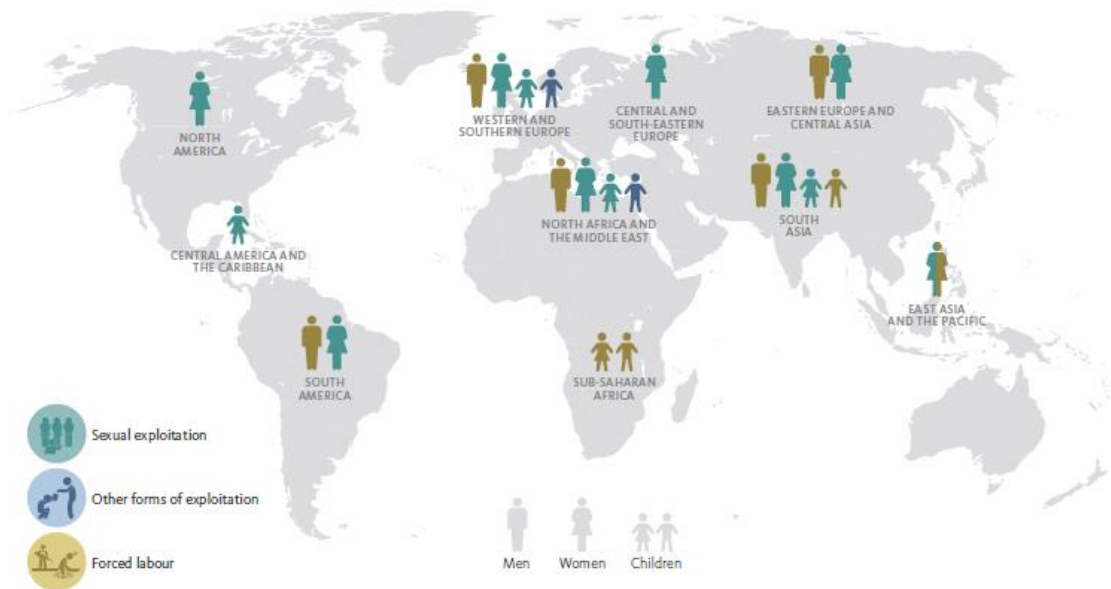 NORTH
AMERICA
WESTERN AND
SOUTHERN EUROPE
CENTRAL AND
SOUTH-EASTERN
EUROPE
EASTERN EUROPE AND
CENTRAL ASIA
NORTH AFRICA AND
THE MIDDLE EAST
SOUTH
ASIA
CENTRAL AMERICA AND
THE CARIBBEAN
EAST ASIA
AND THE PACIFIC
SOUTH
AMERICA
SUB-SAHARAN
AFRICA
Sexual exploitation
Other forms of exploitation
Forced labour
Men
Women
Children